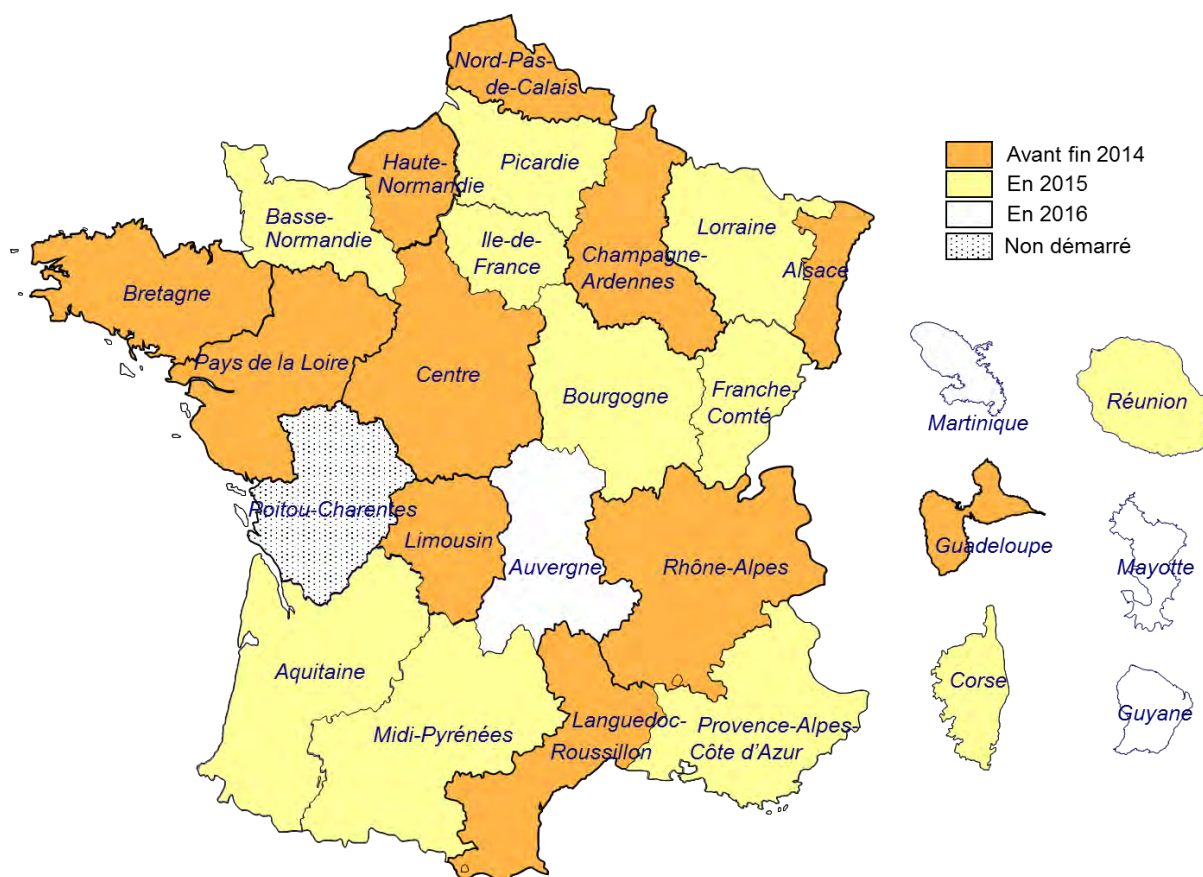 Nord-Pas-
de-Calais
Haute-
Normandie
Picardie
Basse-
Normandie
Ile-de-
France
Champagne-
Ardennes
Lorraine
Alsace
Bretagne
Pays de la Loire
Centre
Bourgogne
Franche-
Comté
Poitou-Charentes
Limousin
Auvergne
Rhône-Alpes
Aquitaine
Midi-Pyrénées
Languedoc-
Roussillon
Provence-Alpes-
Côte d'Azur
Avant fin 2014
En 2015
En 2016
Non démarré
Martinique
Réunion
Guadeloupe
Mayotte
Corse
Guyane